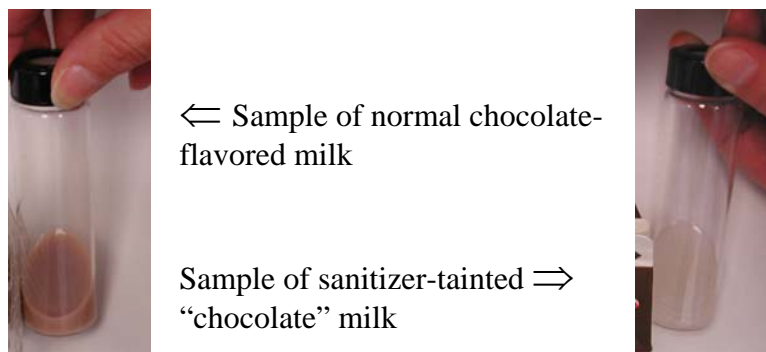 ⇐ Sample of normal chocolate-
flavored milk
Sample of sanitizer-tainted ⇒
“chocolate” milk